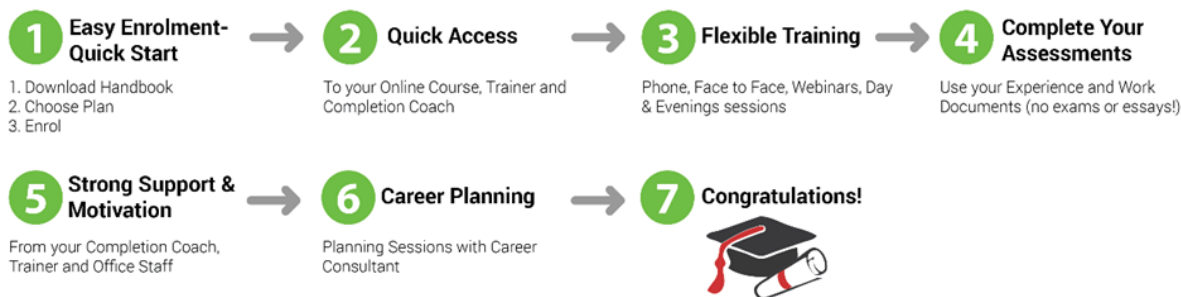 1
Easy Enrolment-
Quick Start
1. Download Handbook
2. Choose Plan
3. Enrol
2
Quick Access
To your Online Course, Trainer and
Completion Coach
3
Flexible Training
Phone, Face to Face, Webinars, Day
& Evenings sessions
4
Complete Your
Assessments
Use your Experience and Work
Documents (no exams or essays!)
5
Strong Support &
Motivation
From your Completion Coach,
Trainer and Office Staff
6
Career Planning
Planning Sessions with Career
Consultant
7
Congratulations!